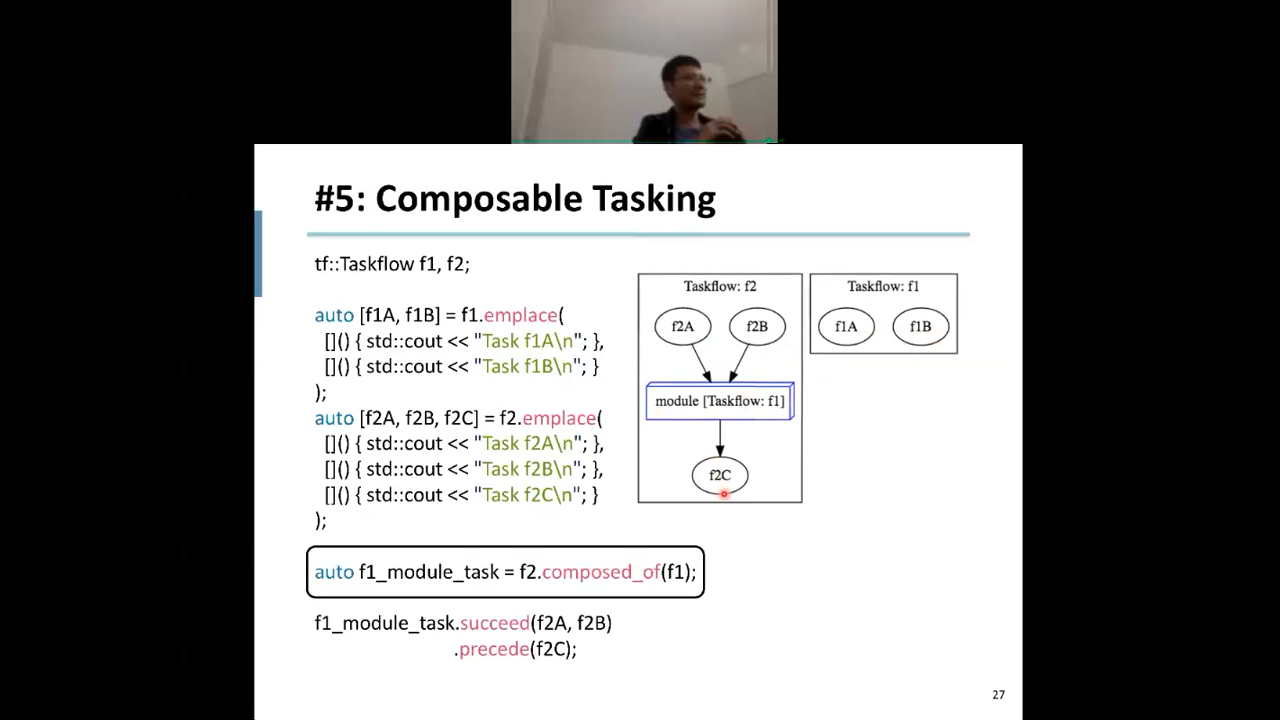 #5: Composable Tasking
tf::Taskflow f1, f2;
auto [f1A, f1B] = f1.emplace(
[]() { std::cout << "Task f1A\n"; },
[]() { std::cout << "Task f1B\n"; }
);
auto [f2A, f2B, f2C] = f2.emplace(
[]() { std::cout << "Task f2A\n"; },
[]() { std::cout << "Task f2B\n"; },
[]() { std::cout << "Task f2C\n"; }
);
auto f1_module_task = f2.composed_of(f1);
f1_module_task.succeed(f2A, f2B)
.precede(f2C);
Taskflow: f2
f2A
f2B
module [Taskflow: f1]
f2C
Taskflow: f1
f1A
f1B
27